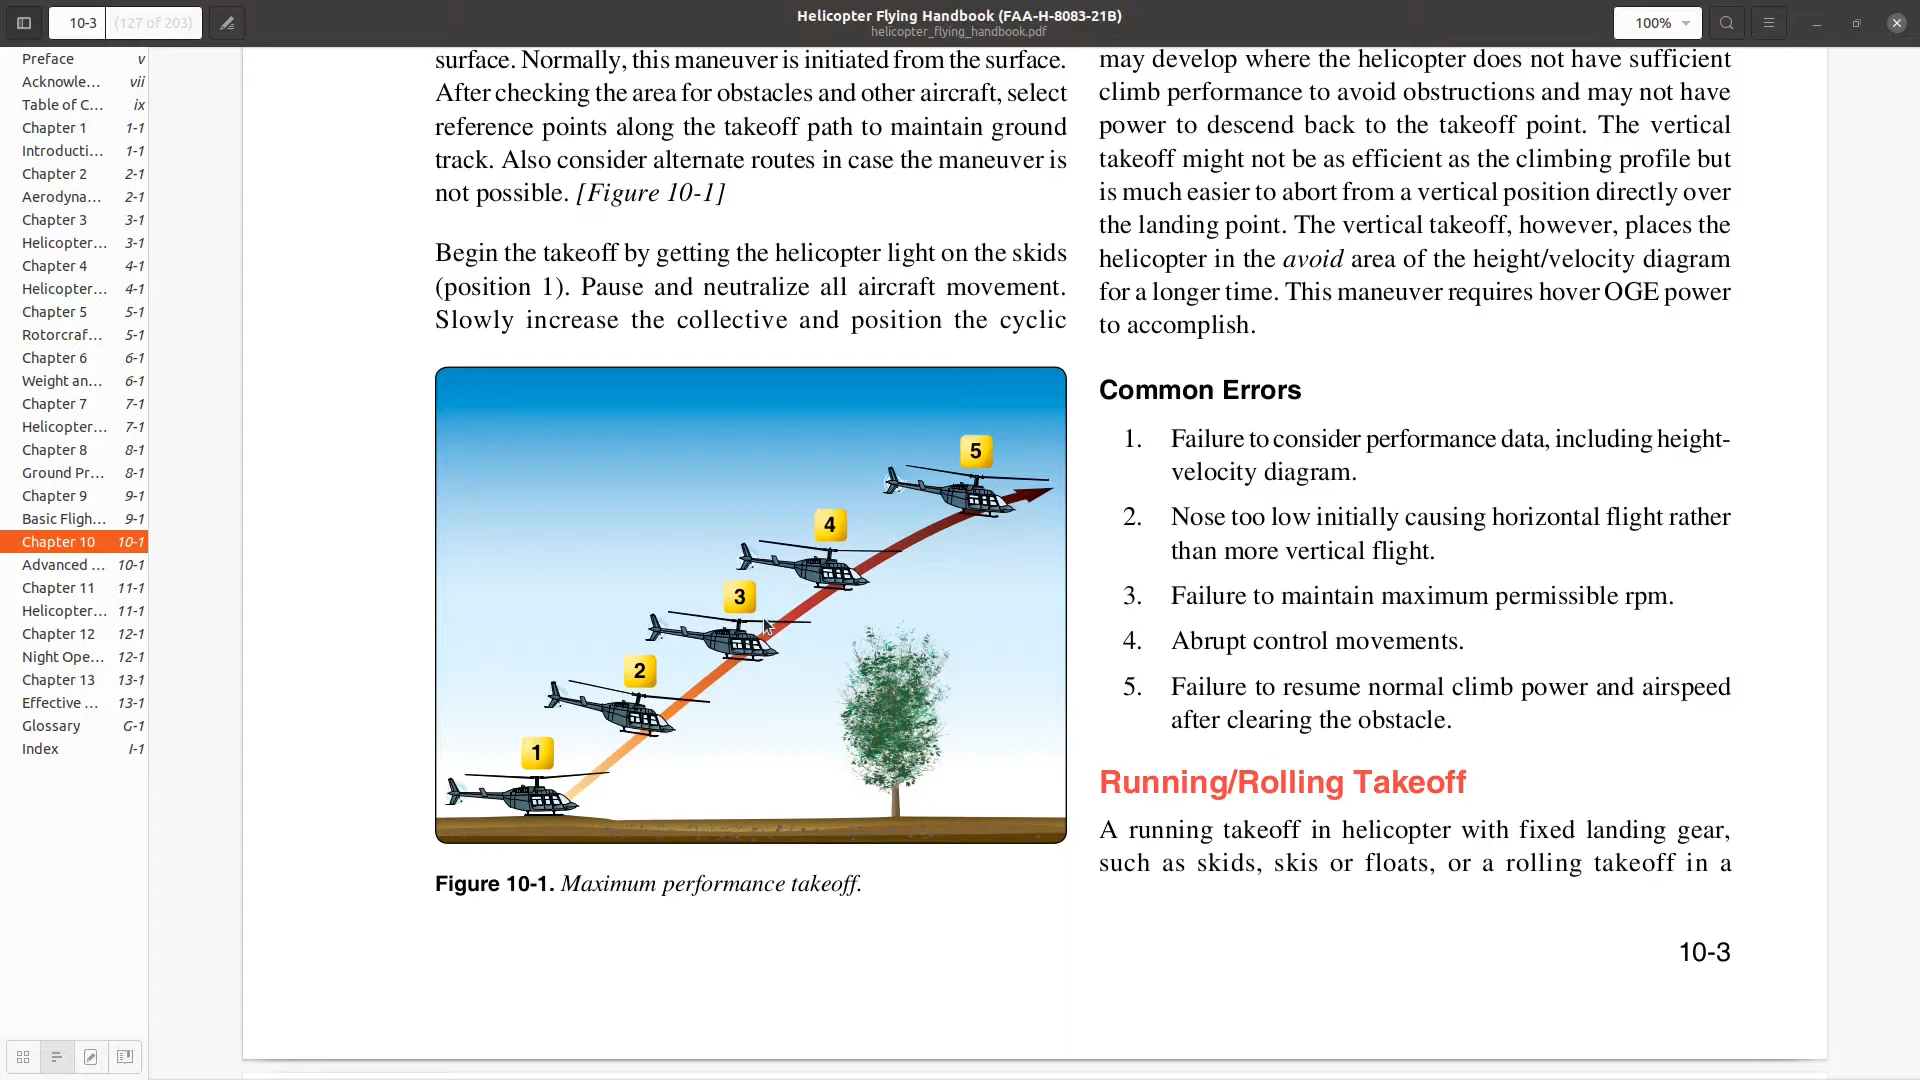 10-3
(127 of 203)
Helicopter Flying Handbook (FAA-H-8083-21B)
helicopter_flying_handbook.pdf
100%
Preface v
Acknowle... vii
Table of C... ix
Chapter 1 1-1
Introducti... 1-1
Chapter 2 2-1
Aerodyna... 2-1
Chapter 3 3-1
Helicopter... 3-1
Chapter 4 4-1
Helicopter... 4-1
Chapter 5 5-1
Rotorcraf... 5-1
Chapter 6 6-1
Weight an... 6-1
Chapter 7 7-1
Helicopter... 7-1
Chapter 8 8-1
Ground Pr... 8-1
Chapter 9 9-1
Basic Fligh... 9-1
Chapter 10 10-1
Advanced ... 10-1
Chapter 11 11-1
Helicopter... 11-1
Chapter 12 12-1
Night Ope... 12-1
Chapter 13 13-1
Effective ... 13-1
Glossary G-1
Index I-1
surface. Normally, this maneuver is initiated from the surface.
After checking the area for obstacles and other aircraft, select
reference points along the takeoff path to maintain ground
track. Also consider alternate routes in case the maneuver is
not possible. [Figure 10-1]
Begin the takeoff by getting the helicopter light on the skids
(position 1). Pause and neutralize all aircraft movement.
Slowly increase the collective and position the cyclic
5
4
3
2
1
Figure 10-1. Maximum performance takeoff.
may develop where the helicopter does not have sufficient
climb performance to avoid obstructions and may not have
power to descend back to the takeoff point. The vertical
takeoff might not be as efficient as the climbing profile but
is much easier to abort from a vertical position directly over
the landing point. The vertical takeoff, however, places the
helicopter in the avoid area of the height/velocity diagram
for a longer time. This maneuver requires hover OGE power
to accomplish.
Common Errors
1. Failure to consider performance data, including height-
velocity diagram.
2. Nose too low initially causing horizontal flight rather
than more vertical flight.
3. Failure to maintain maximum permissible rpm.
4. Abrupt control movements.
5. Failure to resume normal climb power and airspeed
after clearing the obstacle.
Running/Rolling Takeoff
A running takeoff in helicopter with fixed landing gear,
such as skids, skis or floats, or a rolling takeoff in a
10-3